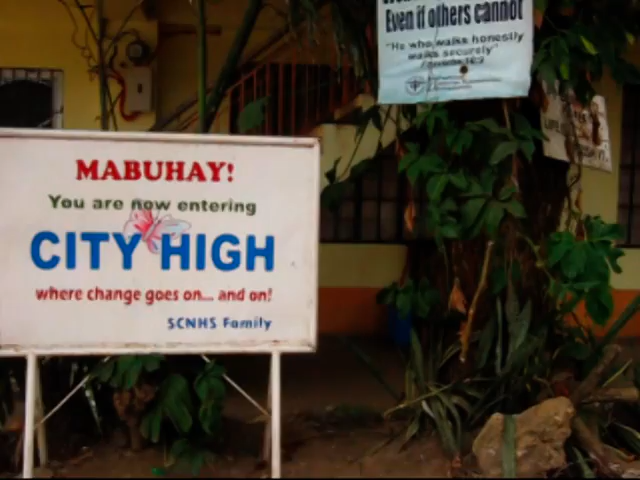 MABUHAY!
You are now entering
CITY HIGH
where change goes on... and on!
SCNHS Family
Even if others cannot
"He who walks honestly
walks securely"